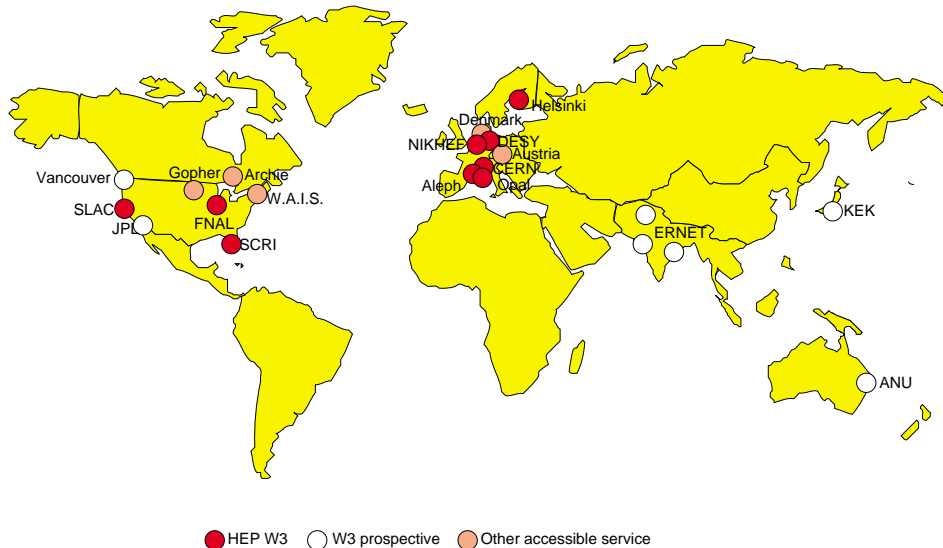 Helsinki
Denmark
NIKHEF
DESY
Austria
CERN
Aleph
Opal
Vancouver
Gopher
Archie
W.A.I.S.
SLAC
FNAL
JPL
SCRI
ERNET
KEK
ANU
HEP W3
W3 prospective
Other accessible service